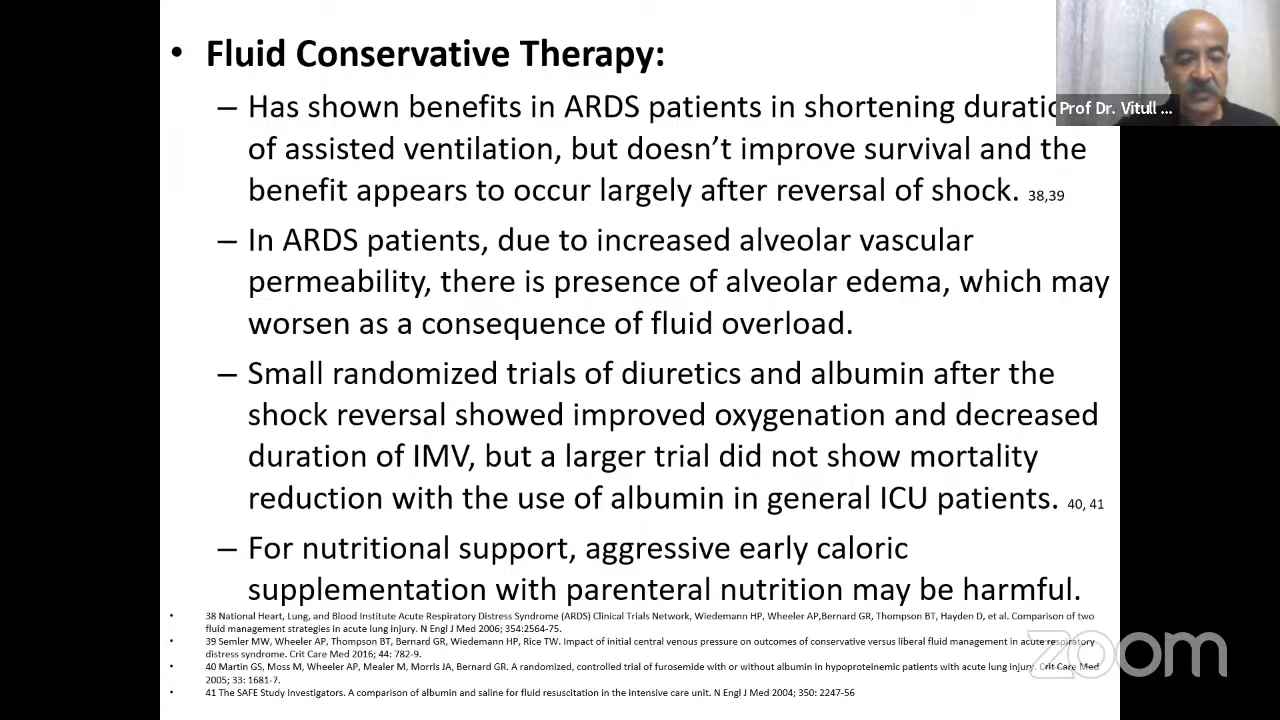 • Fluid Conservative Therapy:
– Has shown benefits in ARDS patients in shortening duratio
of assisted ventilation, but doesn’t improve survival and the
benefit appears to occur largely after reversal of shock. 38,39
– In ARDS patients, due to increased alveolar vascular
permeability, there is presence of alveolar edema, which may
worsen as a consequence of fluid overload.
– Small randomized trials of diuretics and albumin after the
shock reversal showed improved oxygenation and decreased
duration of IMV, but a larger trial did not show mortality
reduction with the use of albumin in general ICU patients. 40, 41
– For nutritional support, aggressive early caloric
supplementation with parenteral nutrition may be harmful.
• 38 National Heart, Lung, and Blood Institute Acute Respiratory Distress Syndrome (ARDS) Clinical Trials Network, Wiedemann HP, Wheeler AP,Bernard GR, Thompson BT, Hayden D, et al. Comparison of two
fluid management strategies in acute lung injury. N Engl J Med 2006; 354:2564-75.
• 39 Semler MW, Wheeler AP, Thompson BT, Bernard GR, Wiedemann HP, Rice TW. Impact of initial central venous pressure on outcomes of conservative versus liberal fluid management in acute respiratory
distress syndrome. Crit Care Med 2016; 44: 782-9.
• 40 Martin GS, Moss M, Wheeler AP, Mealer M, Morris JA, Bernard GR. A randomized, controlled trial of furosemide with or without albumin in hypoproteinemic patients with acute lung injury. Crit Care Med
2005; 33: 1681-7.
• 41 The SAFE Study Investigators. A comparison of albumin and saline for fluid resuscitation in the intensive care unit. N Engl J Med 2004; 350: 2247-56
Prof Dr. Vitull ...
zoom